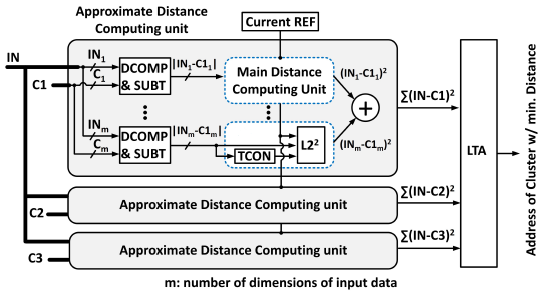 Approximate Distance
Computing unit
Current REF
IN
IN₁
C₁
DCOMP
& SUBT
|IN₁-C1₁|
Main Distance
Computing Unit
(IN₁-C1₁)²
C1
+
∑(IN-C1)²
INₘ
Cₘ
DCOMP
& SUBT
|INₘ-C1ₘ|
TCON
L2²
(INₘ-C1ₘ)²
LTA
Address of Cluster w/ min. Distance
C2
Approximate Distance Computing unit
∑(IN-C2)²
C3
Approximate Distance Computing unit
∑(IN-C3)²
m: number of dimensions of input data